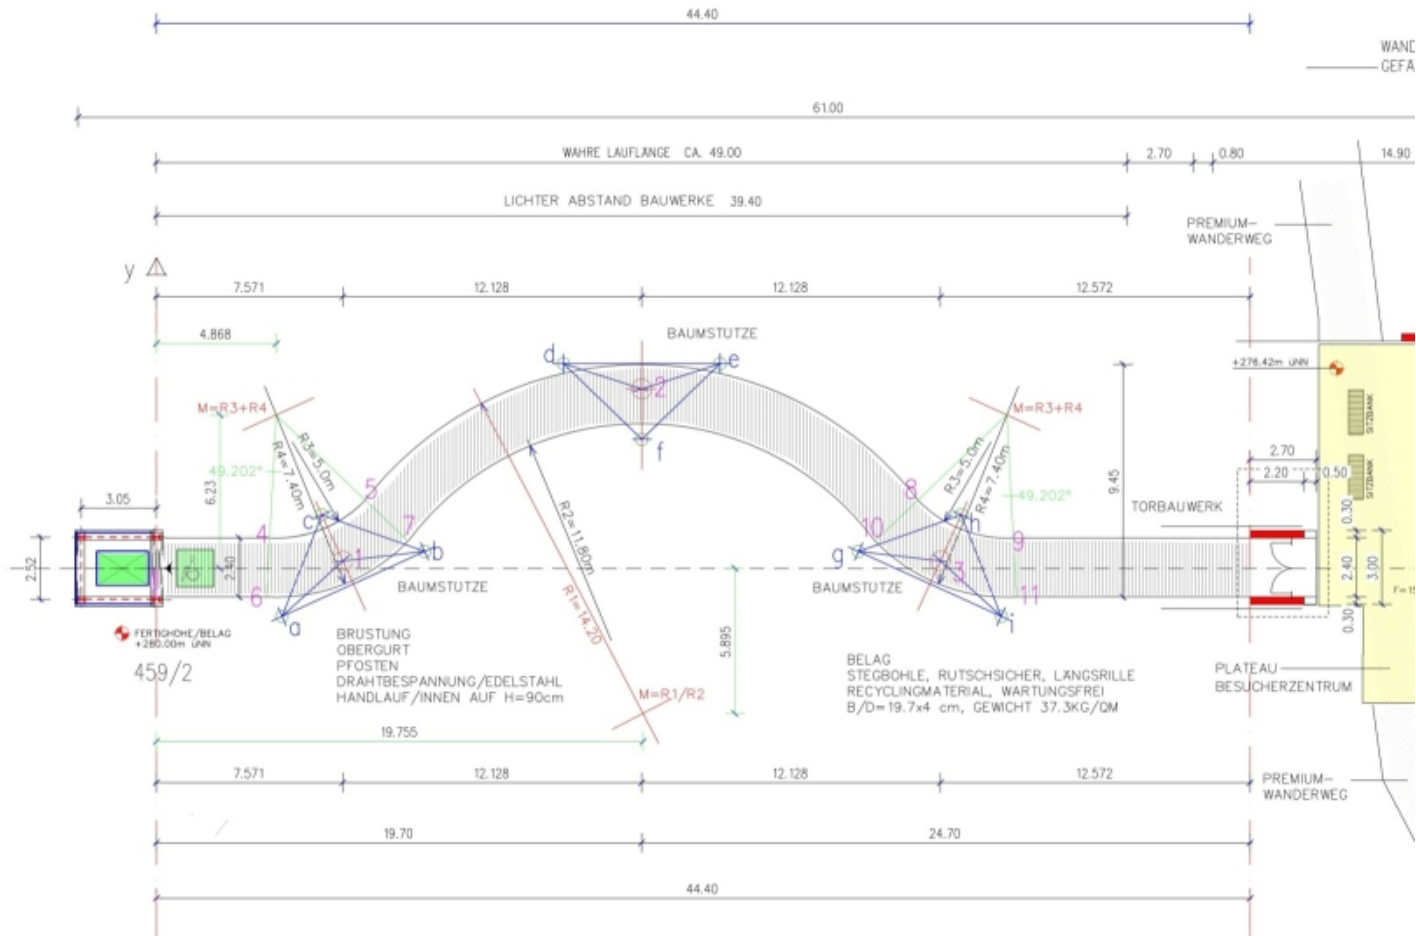 44.40
WAND
GEFÄ
61.00
WAHRE LAUFLÄNGE CA. 49.00
2.70
0.80
14.90
LICHTER ABSTAND BAUWERKE 39.40
PREMIUM-
WANDERWEG
y
7.571
12.128
12.128
12.572
4.868
BAUMSTÜTZE
d
e
2
+276.42m üNN
M=R3+R4
M=R3+R4
R3=5.0m
R4=7.40m
R3=5.0m
R4=7.40m
SITZBANK
f
49.202°
49.202°
6.23
9.45
2.70
SITZBANK
2.20
0.50
5
8
3.05
TORBAUWERK
0.30
c
h
4
7
10
9
R2=11.80m
R1=14.20
1
b
g
3
2.52
2.40
2.40
3.00
BAUMSTÜTZE
BAUMSTÜTZE
F=15
6
11
0.30
a
i
FERTIGHÖHE/BELAG
+280.00m üNN
459/2
BRÜSTUNG
OBERGURT
PFOSTEN
DRAHTBESPANNUNG/EDELSTAHL
HANDLAUF/INNEN AUF H=90cm
5.895
M=R1/R2
BELAG
STEGBOHLE, RUTSCHSICHER, LÄNGSRILLE
RECYCLINGMATERIAL, WARTUNGSFREI
B/D=19.7x4 cm, GEWICHT 37.3KG/QM
PLATEAU
BESUCHERZENTRUM
19.755
7.571
12.128
12.128
12.572
PREMIUM-
WANDERWEG
19.70
24.70
44.40